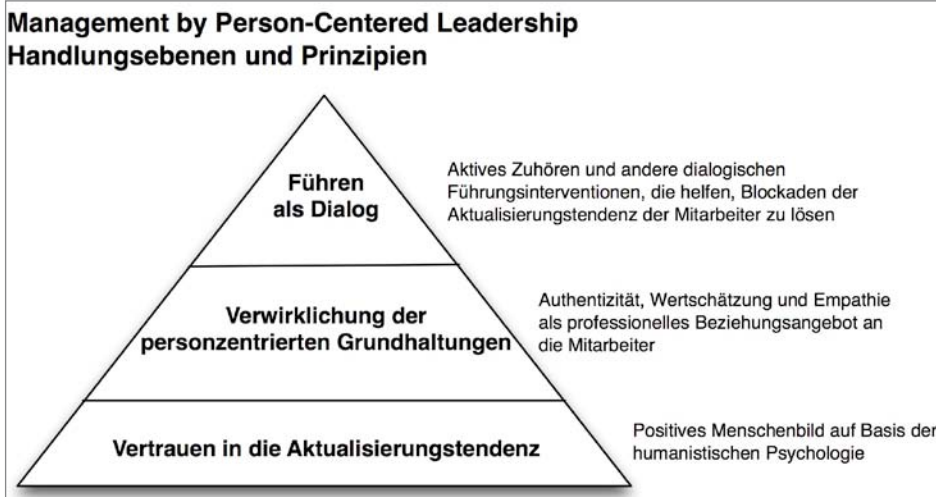 Management by Person-Centered Leadership
Handlungsebenen und Prinzipien
Führen
als Dialog
Aktives Zuhören und andere dialogischen
Führungsinterventionen, die helfen, Blockaden der
Aktualisierungstendenz der Mitarbeiter zu lösen
Verwirklichung der
personzentrierten Grundhaltungen
Authentizität, Wertschätzung und Empathie
als professionelles Beziehungsangebot an
die Mitarbeiter
Vertrauen in die Aktualisierungstendenz
Positives Menschenbild auf Basis der
humanistischen Psychologie